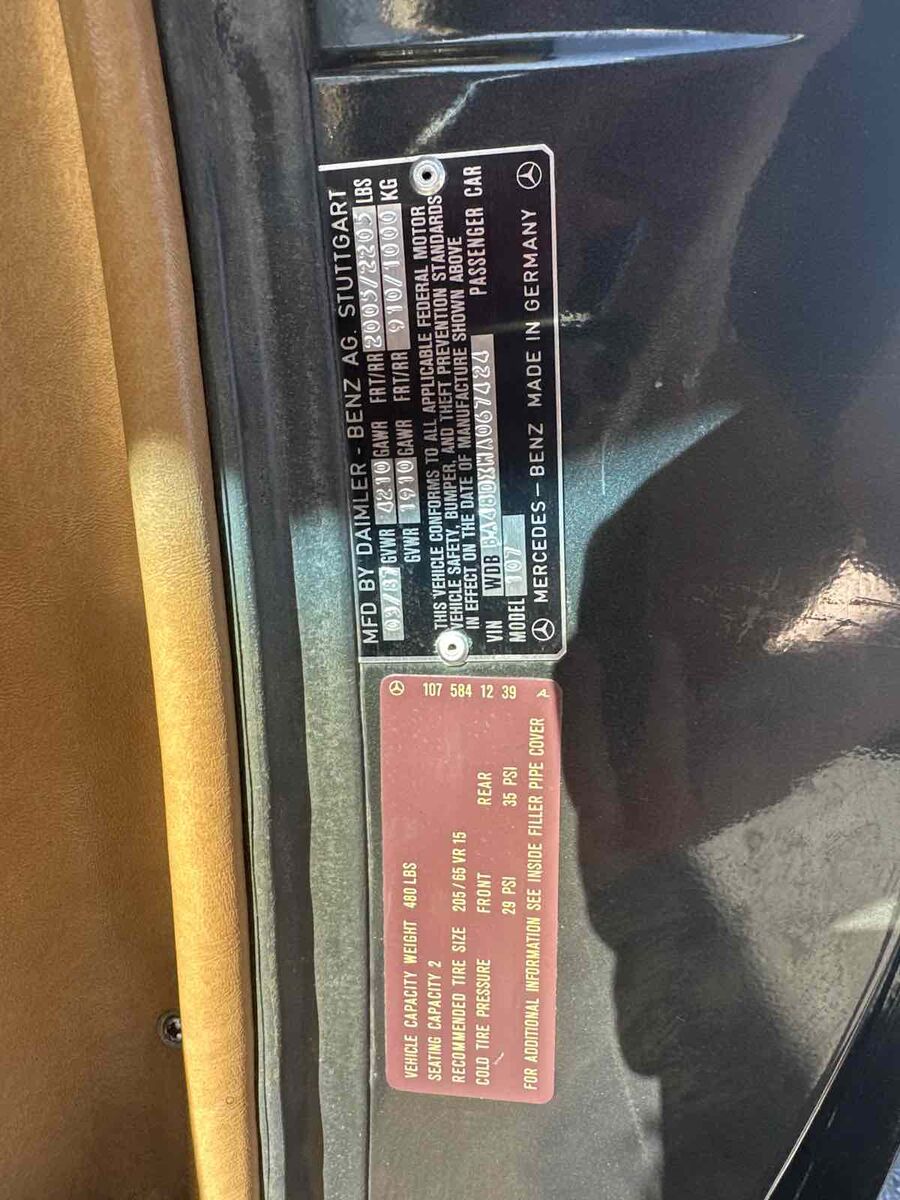 MFD BY DAIMLER - BENZ AG. STUTTGART
03/87 GVWR 4210 GAWR FRT/RR 2005/2205 LBS
GVWR 1910 GAWR FRT/RR 910/1000 KG
THIS VEHICLE CONFORMS TO ALL APPLICABLE FEDERAL MOTOR
VEHICLE SAFETY, BUMPER, AND THEFT PREVENTION STANDARDS
IN EFFECT ON THE DATE OF MANUFACTURE SHOWN ABOVE
VIN WDB BA48DXHA067424 PASSENGER CAR
MODEL 107
MERCEDES-BENZ MADE IN GERMANY
107 584 12 39 A
VEHICLE CAPACITY WEIGHT 480 LBS
SEATING CAPACITY 2
RECOMMENDED TIRE SIZE 205/65 VR 15
COLD TIRE PRESSURE FRONT REAR
29 PSI 35 PSI
FOR ADDITIONAL INFORMATION SEE INSIDE FILLER PIPE COVER